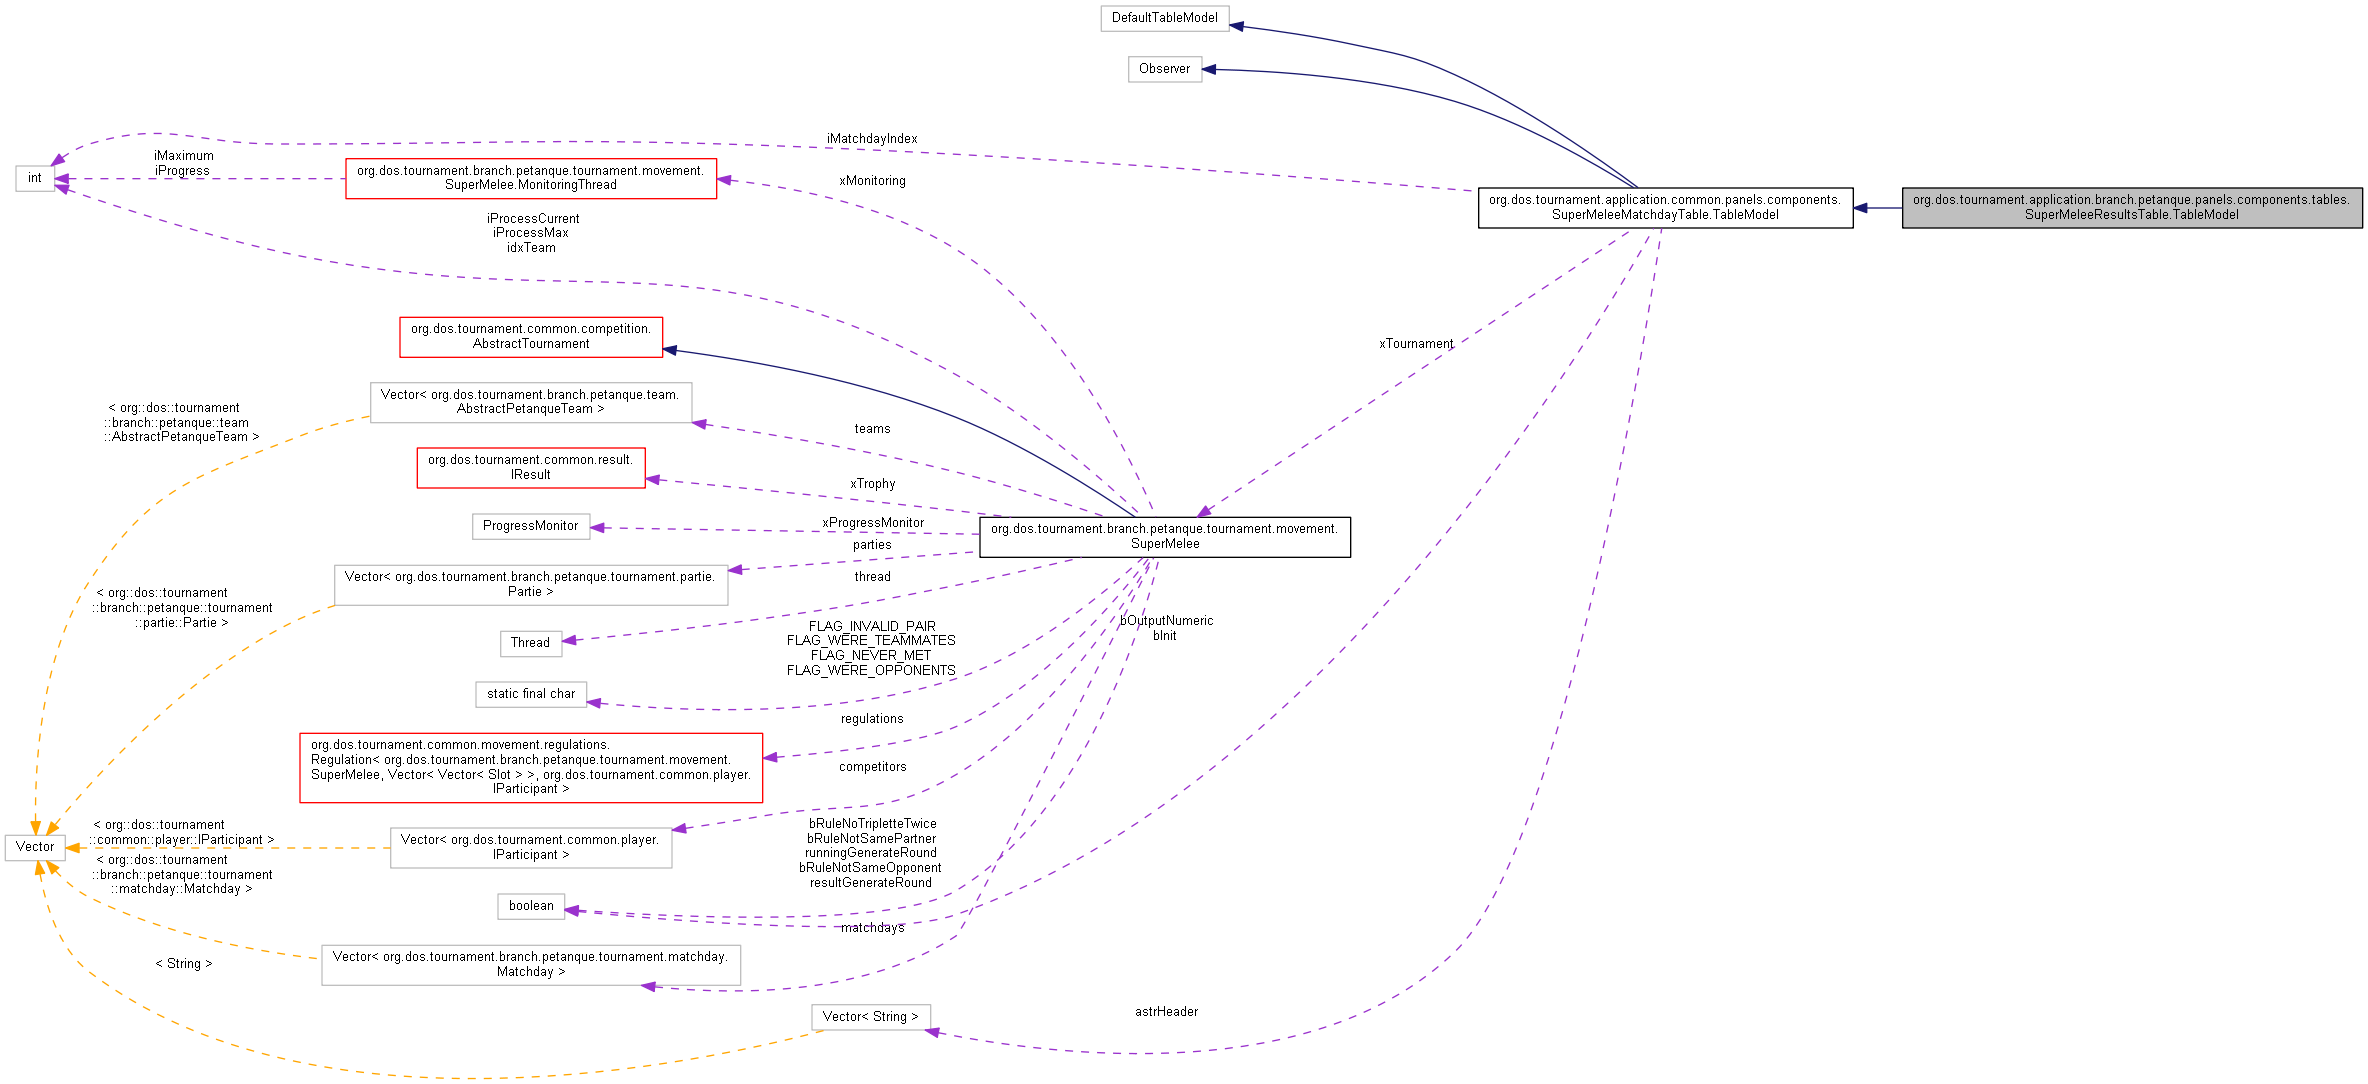 DefaultTableModel
Observer
iMatchdayIndex
iMaximum
iProgress
int
org.dos.tournament.branch.petanque.tournament.movement.
SuperMelee.MonitoringThread
xMonitoring
org.dos.tournament.application.common.panels.components.
SuperMeleeMatchdayTable.TableModel
org.dos.tournament.application.branch.petanque.panels.components.tables.
SuperMeleeResultsTable.TableModel
iProcessCurrent
iProcessMax
idxTeam
org.dos.tournament.common.competition.
AbstractTournament
xTournament
Vector< org.dos.tournament.branch.petanque.team.
AbstractPetanqueTeam >
< org::dos::tournament
::branch::petanque::team
::AbstractPetanqueTeam >
teams
org.dos.tournament.common.result.
IResult
xTrophy
ProgressMonitor
xProgressMonitor
org.dos.tournament.branch.petanque.tournament.movement.
SuperMelee
parties
Vector< org.dos.tournament.branch.petanque.tournament.partie.
Partie >
< org::dos::tournament
::branch::petanque::tournament
::partie::Partie >
thread
Thread
bOutputNumeric
bInit
FLAG_INVALID_PAIR
FLAG_WERE_TEAMMATES
FLAG_NEVER_MET
FLAG_WERE_OPPONENTS
static final char
regulations
org.dos.tournament.common.movement.regulations.
Regulation< org.dos.tournament.branch.petanque.tournament.movement.
SuperMelee, Vector< Vector< Slot > >, org.dos.tournament.common.player.
IParticipant >
competitors
< org::dos::tournament
::common::player::IParticipant >
Vector
Vector< org.dos.tournament.common.player.
IParticipant >
< org::dos::tournament
::branch::petanque::tournament
::matchday::Matchday >
bRuleNoTripletteTwice
bRuleNotSamePartner
runningGenerateRound
bRuleNotSameOpponent
resultGenerateRound
boolean
matchdays
Vector< org.dos.tournament.branch.petanque.tournament.matchday.
Matchday >
< String >
Vector< String >
astrHeader